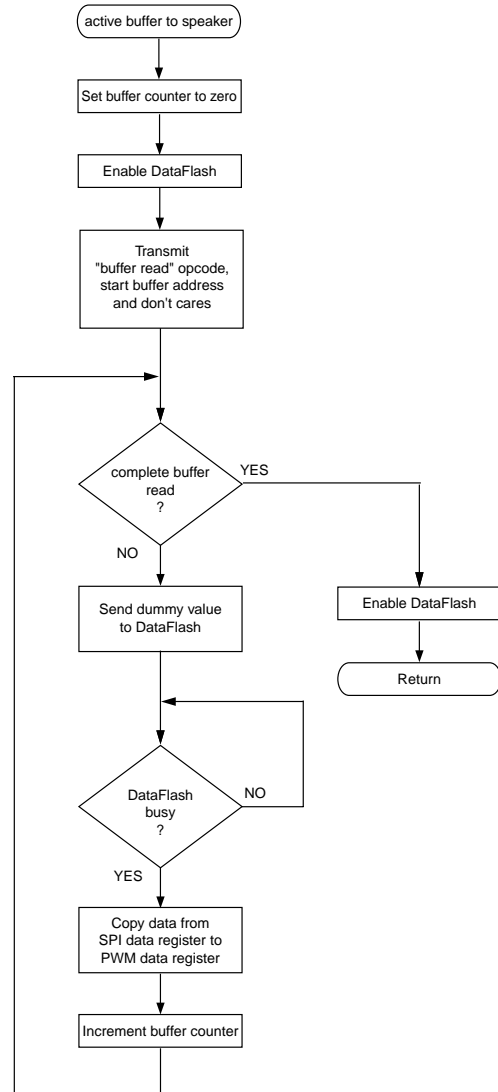 active buffer to speaker
Set buffer counter to zero
Enable DataFlash
Transmit
"buffer read" opcode,
start buffer address
and don't cares
complete buffer
read
?
YES
NO
Send dummy value
to DataFlash
Enable DataFlash
Return
DataFlash
busy
?
NO
YES
Copy data from
SPI data register to
PWM data register
Increment buffer counter